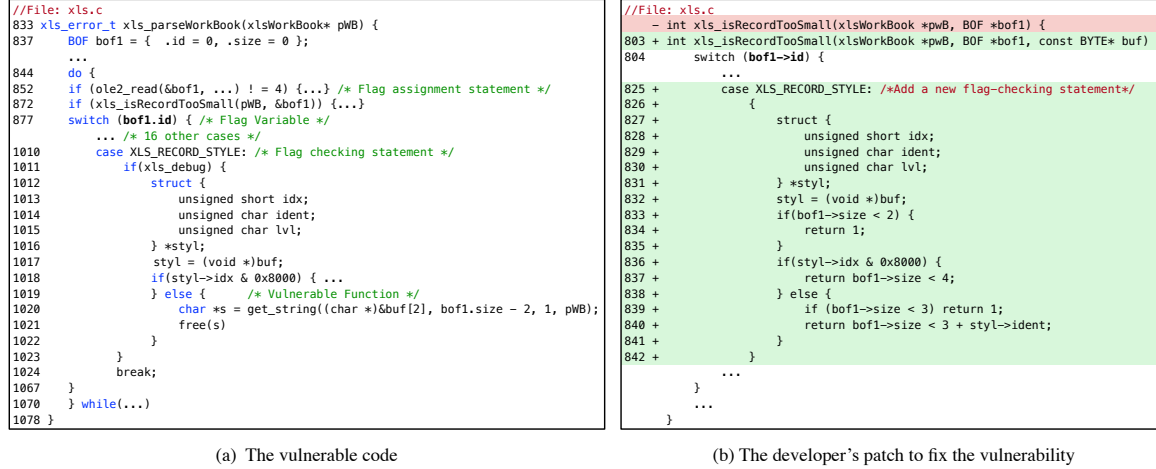 //File: xls.c
833 xls_error_t xls_parseWorkBook(xlsWorkBook* pWB) {
837 BOF bof1 = { .id = 0, .size = 0 };
...
844 do {
852 if (ole2_read(&bof1, ...) ! = 4) {...} /* Flag assignment statement */
872 if (xls_isRecordTooSmall(pWB, &bof1)) {...}
877 switch (bof1.id) { /* Flag Variable */
... /* 16 other cases */
1010 case XLS_RECORD_STYLE: /* Flag checking statement */
1011 if(xls_debug) {
1012 struct {
1013 unsigned short idx;
1014 unsigned char ident;
1015 unsigned char lvl;
1016 } *styl;
1017 styl = (void *)buf;
1018 if(styl->idx & 0x8000) { ...
1019 } else { /* Vulnerable Function */
1020 char *s = get_string((char *)&buf[2], bof1.size - 2, 1, pWB);
1021 free(s)
1022 }
1023 }
1024 break;
1067 }
1070 } while(...)
1078 }
(a) The vulnerable code
//File: xls.c
- int xls_isRecordTooSmall(xlsWorkBook *pwB, BOF *bof1) {
803 + int xls_isRecordTooSmall(xlsWorkBook *pwB, BOF *bof1, const BYTE* buf)
804 switch (bof1->id) {
...
825 + case XLS_RECORD_STYLE: /*Add a new flag-checking statement*/
826 + {
827 + struct {
828 + unsigned short idx;
829 + unsigned char ident;
830 + unsigned char lvl;
831 + } *styl;
832 + styl = (void *)buf;
833 + if(bof1->size < 2) {
834 + return 1;
835 + }
836 + if(styl->idx & 0x8000) {
837 + return bof1->size < 4;
838 + } else {
839 + if (bof1->size < 3) return 1;
840 + return bof1->size < 3 + styl->ident;
841 + }
842 + }
...
}
...
}
(b) The developer's patch to fix the vulnerability